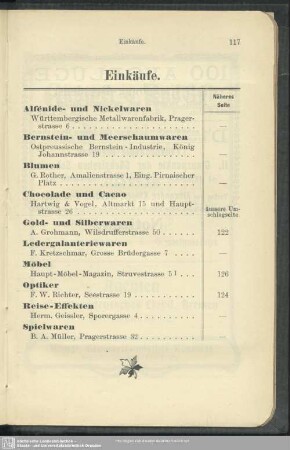 Einkäufe.
117
Einkäufe.
Näheres
Seite
Alfénide- und Nickelwaren
Württembergische Metallwarenfabrik, Prager-
strasse 6
—
Bernstein- und Meerschaumwaren
Ostpreussische Bernstein-Industrie, König
Johannstrasse 19
—
Blumen
G. Rother, Amalienstrasse 1, Eing. Pirnaischer
Platz
—
Chocolade und Cacao
Hartwig & Vogel, Altmarkt 15 und Haupt-
strasse 26
äussere Um-
schlagseite.
Gold- und Silberwaren
A. Grohmann, Wilsdrufferstrasse 50
122
Ledergalanteriewaren
F. Kretzschmar, Grosse Brüdergasse 7
—
Möbel
Haupt-Möbel-Magazin, Struvestrasse 5 I
126
Optiker
F. W. Richter, Seestrasse 19
124
Reise-Effekten
Herm. Geissler, Sporergasse 4
—
Spielwaren
B. A. Müller, Pragerstrasse 32
—